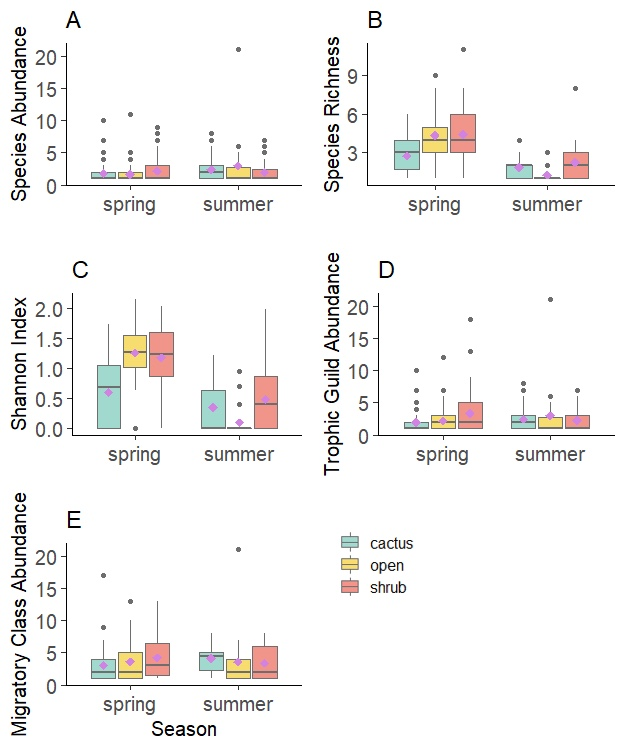 A
Species Abundance
20
15
10
5
0
spring summer
B
Species Richness
9
6
3
spring summer
C
Shannon Index
2.0
1.5
1.0
0.5
0.0
spring summer
D
Trophic Guild Abundance
20
15
10
5
0
spring summer
E
Migratory Class Abundance
20
15
10
5
0
spring summer
Season
cactus
open
shrub